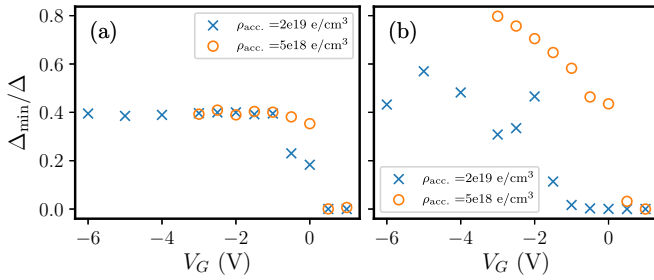 (a)
ρacc. =2e19 e/cm³
ρacc. =5e18 e/cm³
(b)
ρacc. =2e19 e/cm³
ρacc. =5e18 e/cm³
Δmin/Δ
0.8
0.6
0.4
0.2
0.0
−6 −4 −2 0
−6 −4 −2 0
VG (V)
VG (V)